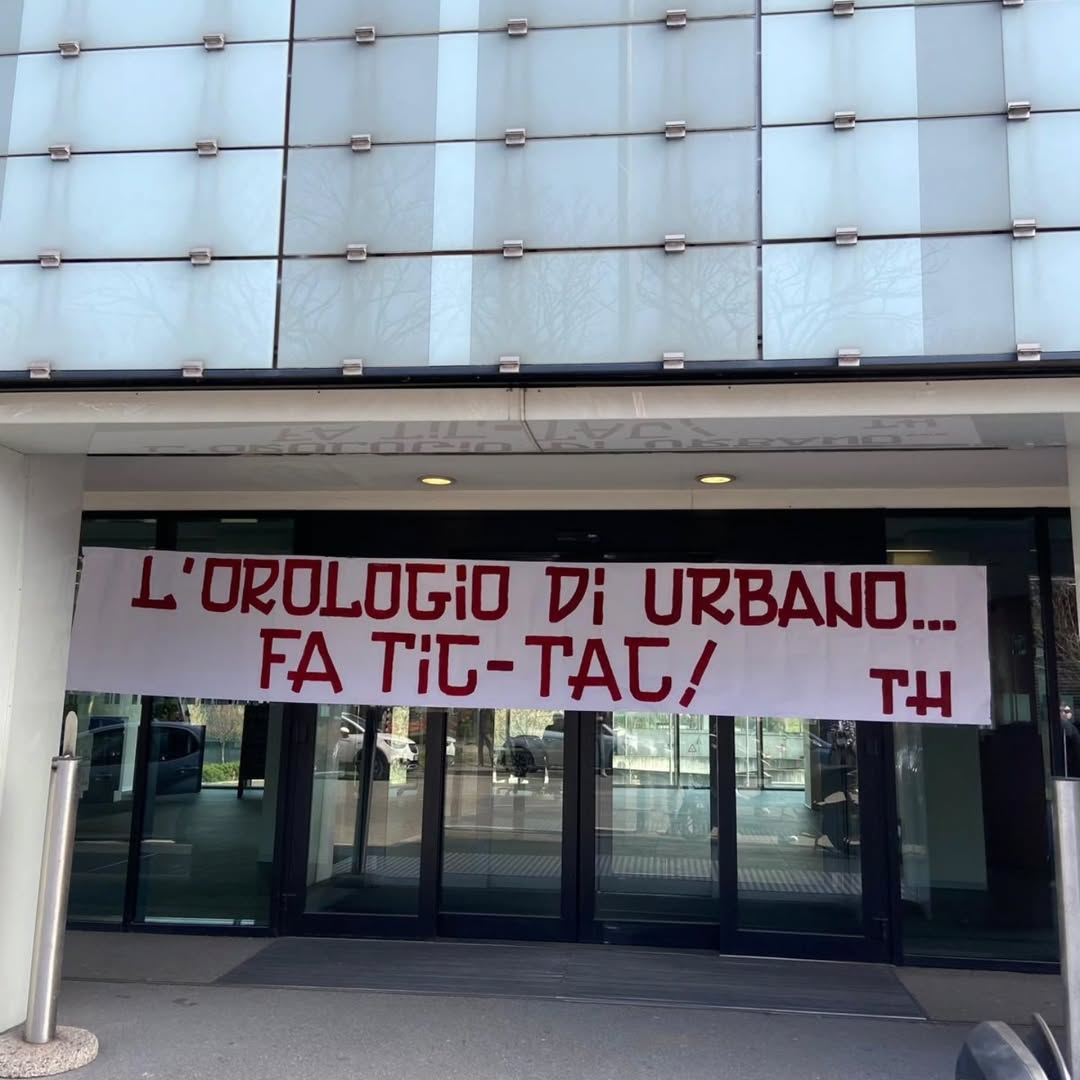 L'OROLOGIO DI URBANO...
FA TIC-TAC!
TH